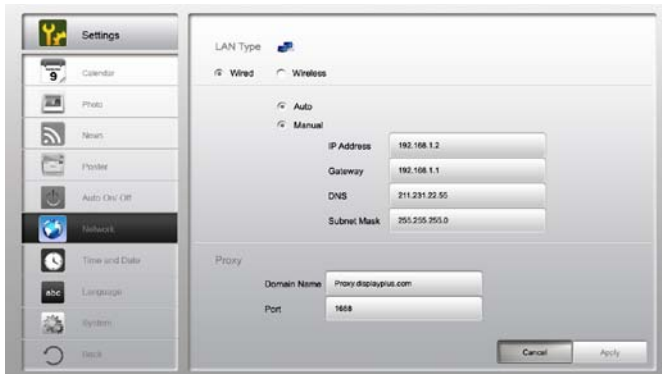 Settings
Calendar
Photo
News
Poster
Auto On/ Off
Network
Time and Date
abc
Language
System
Back
9
LAN Type
Wired
Wireless
Auto
Manual
IP Address
192.168.1.2
Gateway
192.168.1.1
DNS
211.231.22.55
Subnet Mask
255.255.255.0
Proxy
Domain Name
Proxy.displayplus.com
Port
1668
Cancel
Apply